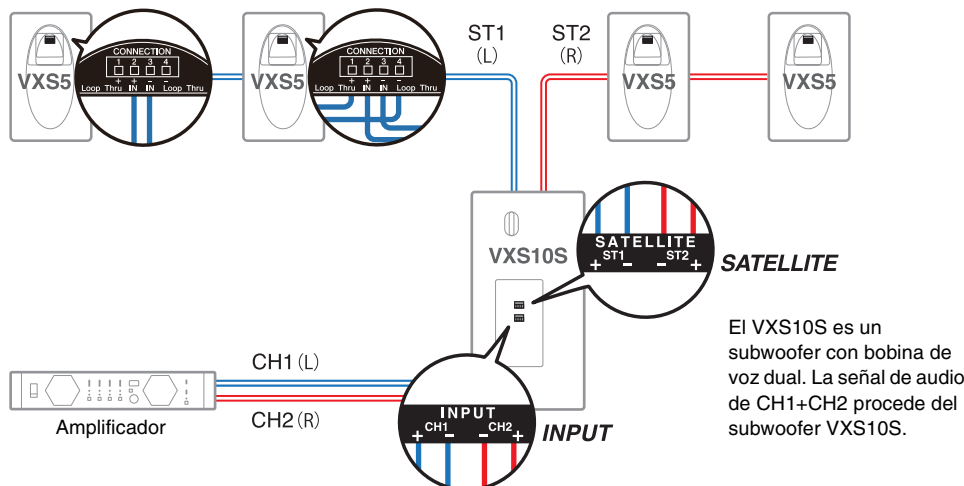 CONNECTION
1 2 3 4
+ + - -
Loop Thru IN IN Loop Thru
VXS5
CONNECTION
1 2 3 4
+ + - -
Loop Thru IN IN Loop Thru
VXS5
ST1
(L)
ST2
(R)
VXS5
VXS5
VXS10S
SATELLITE
ST1 ST2
+ - - +
SATELLITE
El VXS10S es un
subwoofer con bobina de
voz dual. La señal de audio
de CH1+CH2 procede del
subwoofer VXS10S.
CH1 (L)
CH2 (R)
Amplificador
INPUT
CH1 CH2
+ - - +
INPUT